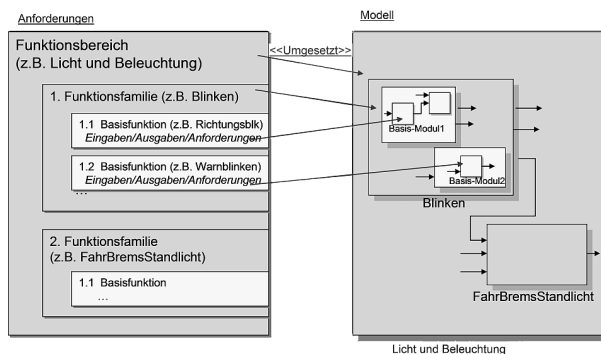 Anforderungen
Funktionsbereich
(z.B. Licht und Beleuchtung)
1. Funktionsfamilie (z.B. Blinken)
1.1 Basisfunktion (z.B. Richtungsblk)
Eingaben/Ausgaben/Anforderungen
1.2 Basisfunktion (z.B. Warnblinken)
Eingaben/Ausgaben/Anforderungen
...
2. Funktionsfamilie
(z.B. FahrBremsStandlicht)
1.1 Basisfunktion
...
<<Umgesetzt>>
Modell
Basis-Modul1
Basis-Modul2
Blinken
FahrBremsStandlicht
Licht und Beleuchtung